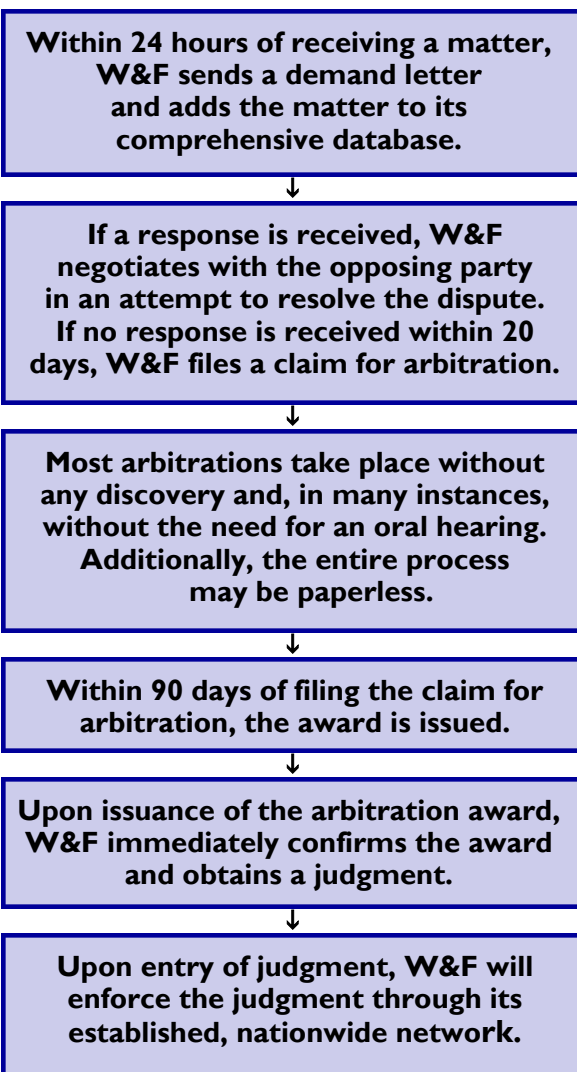 Within 24 hours of receiving a matter,
W&F sends a demand letter
and adds the matter to its
comprehensive database.
If a response is received, W&F
negotiates with the opposing party
in an attempt to resolve the dispute.
If no response is received within 20
days, W&F files a claim for arbitration.
Most arbitrations take place without
any discovery and, in many instances,
without the need for an oral hearing.
Additionally, the entire process
may be paperless.
Within 90 days of filing the claim for
arbitration, the award is issued.
Upon issuance of the arbitration award,
W&F immediately confirms the award
and obtains a judgment.
Upon entry of judgment, W&F will
enforce the judgment through its
established, nationwide network.